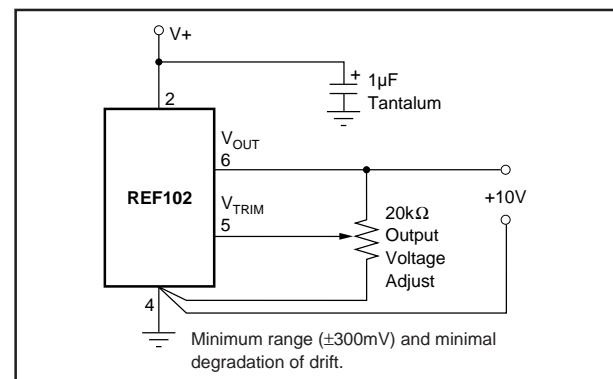 V+
2
+ 1µF
Tantalum
VOUT
6
REF102
VTRIM
5
20kΩ
Output
Voltage
Adjust
+10V
4
Minimum range (±300mV) and minimal
degradation of drift.